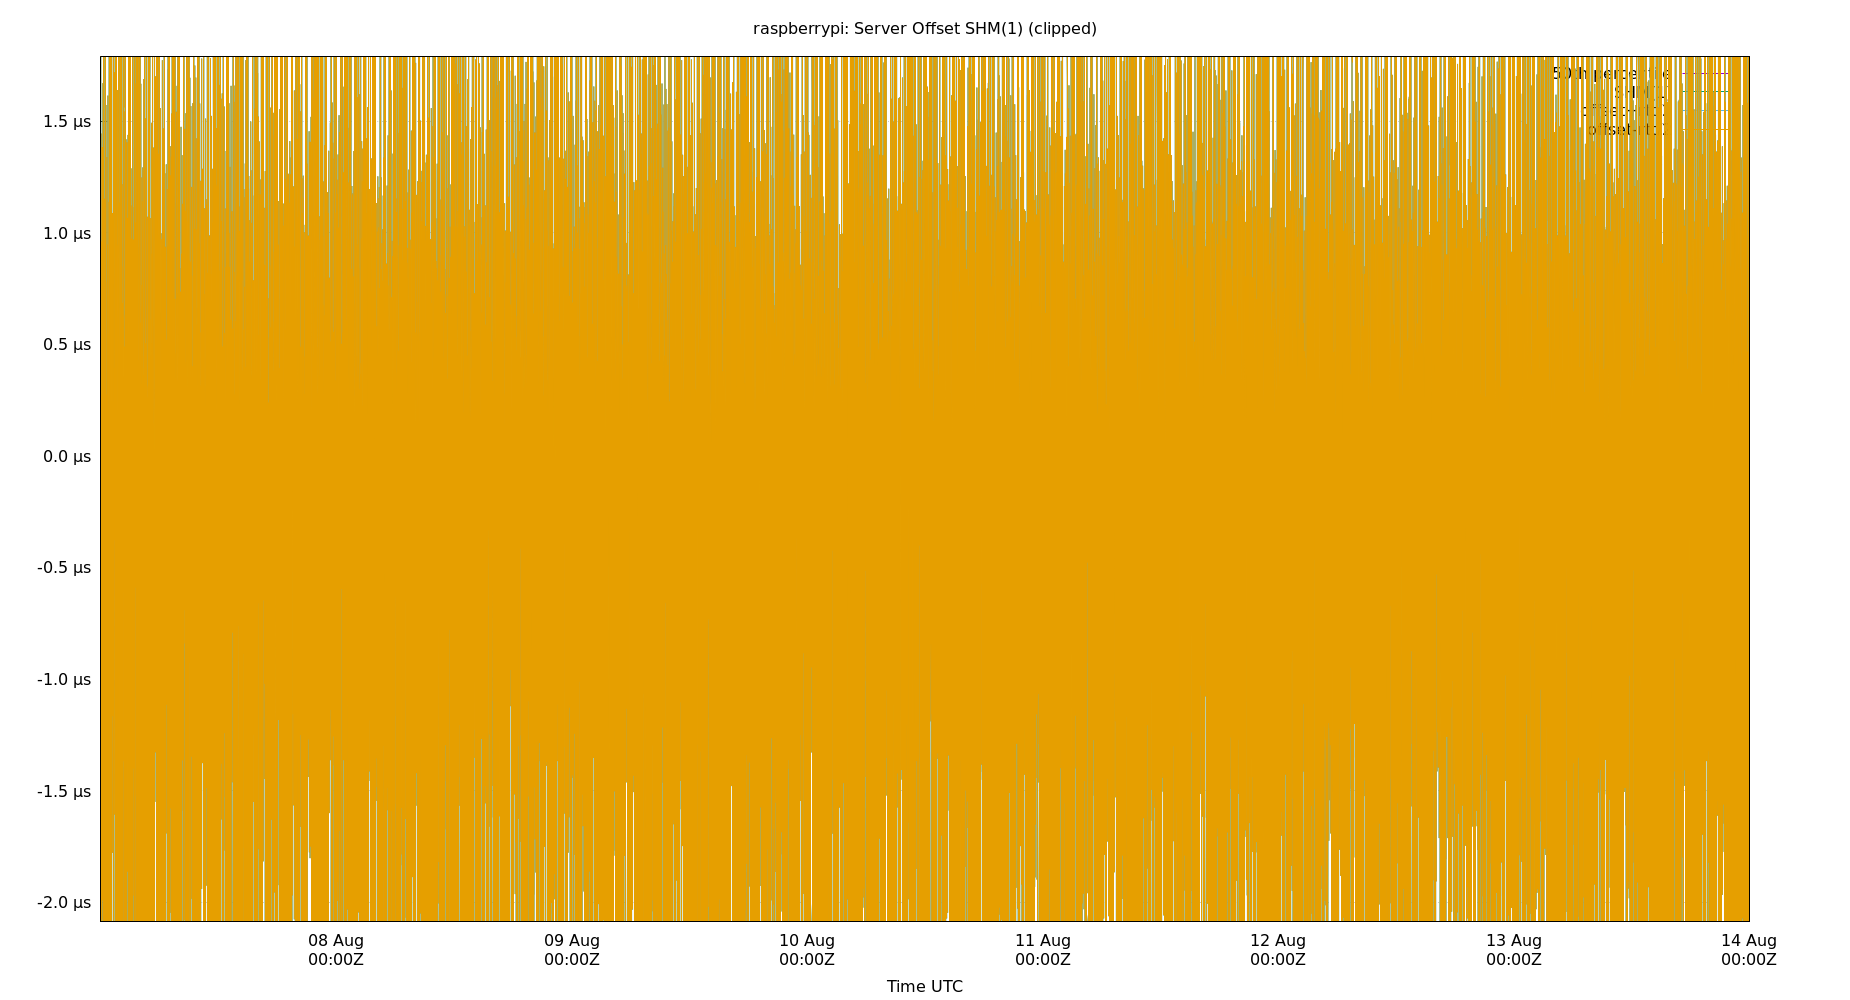 raspberrypi: Server Offset SHM(1) (clipped)
50th percentile
1.5 µs
1.0 µs
0.5 µs
0.0 µs
-0.5 µs
-1.0 µs
-1.5 µs
-2.0 µs
08 Aug 09 Aug 10 Aug 11 Aug 12 Aug 13 Aug 14 Aug
00:00Z 00:00Z 00:00Z 00:00Z 00:00Z 00:00Z 00:00Z
Time UTC